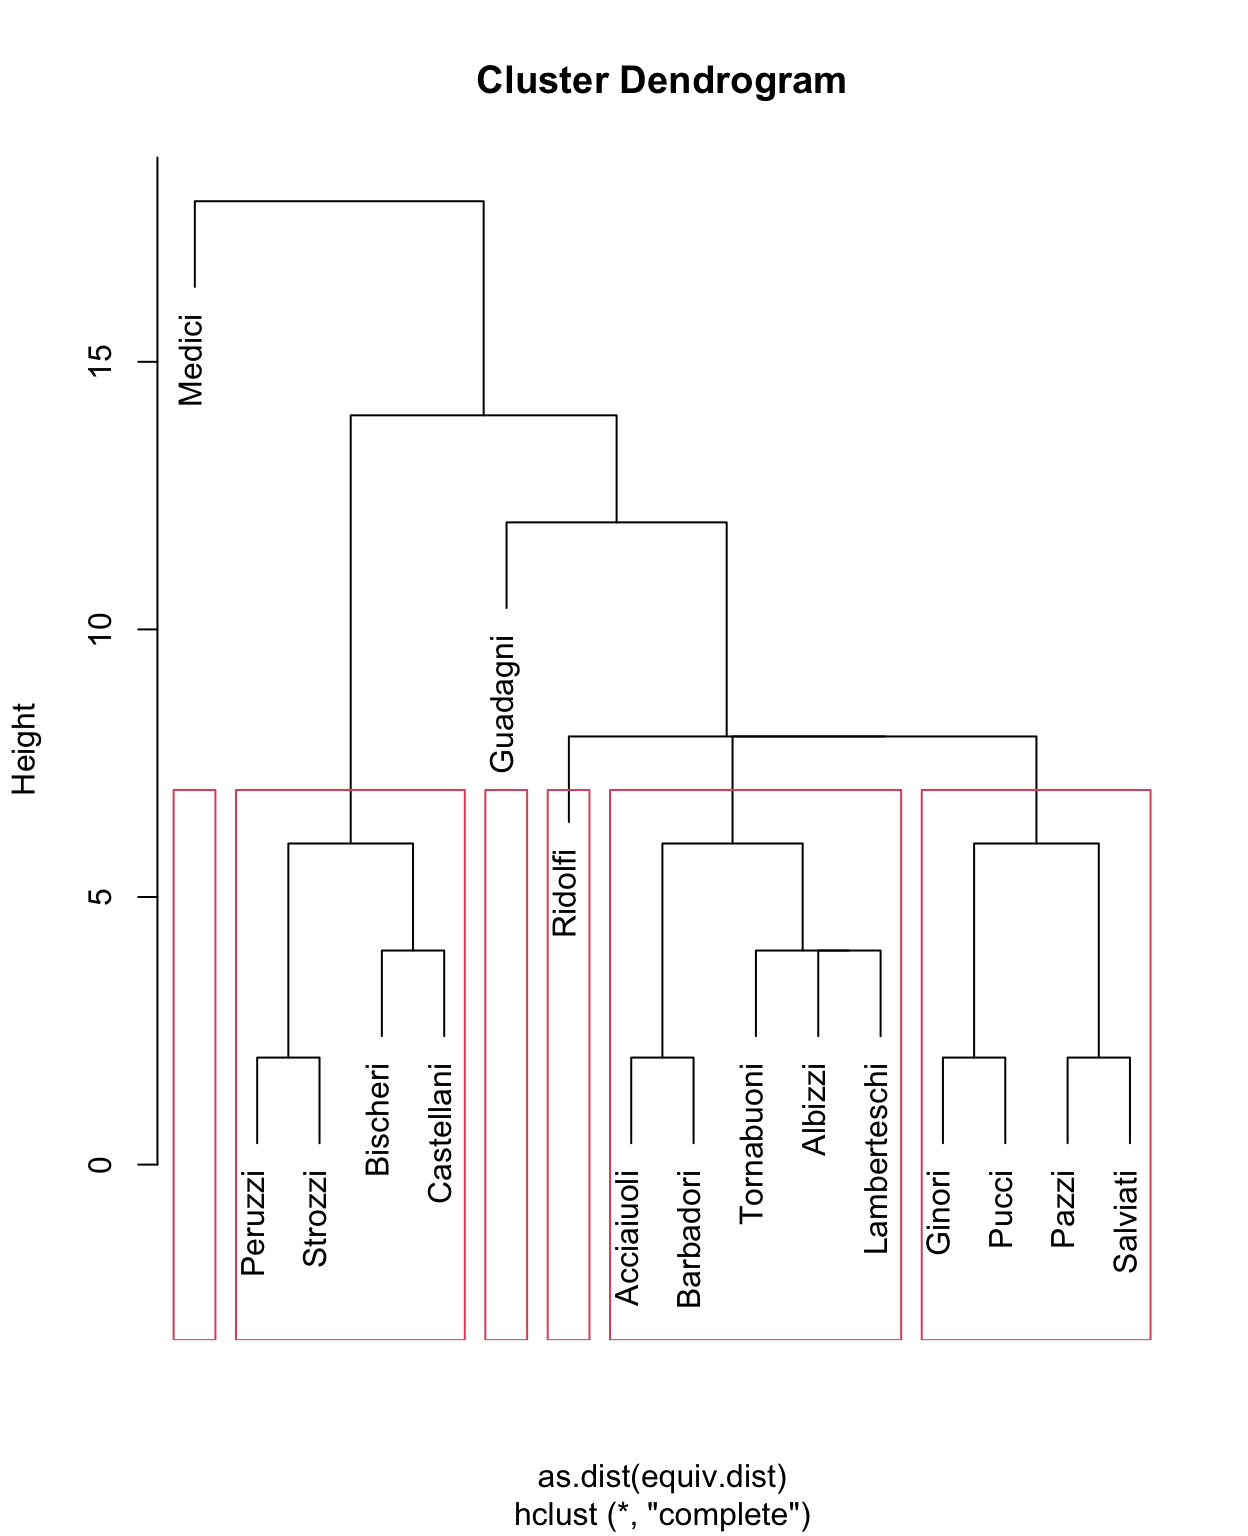 Cluster Dendrogram
Height
15
10
5
0
Medici
Peruzzi
Strozzi
Bischeri
Castellani
Guadagni
Ridolfi
Acciaiuoli
Barbadori
Tornabuoni
Albizzi
Lamberteschi
Ginori
Pucci
Pazzi
Salviati
as.dist(equiv.dist)
hclust (*, "complete")